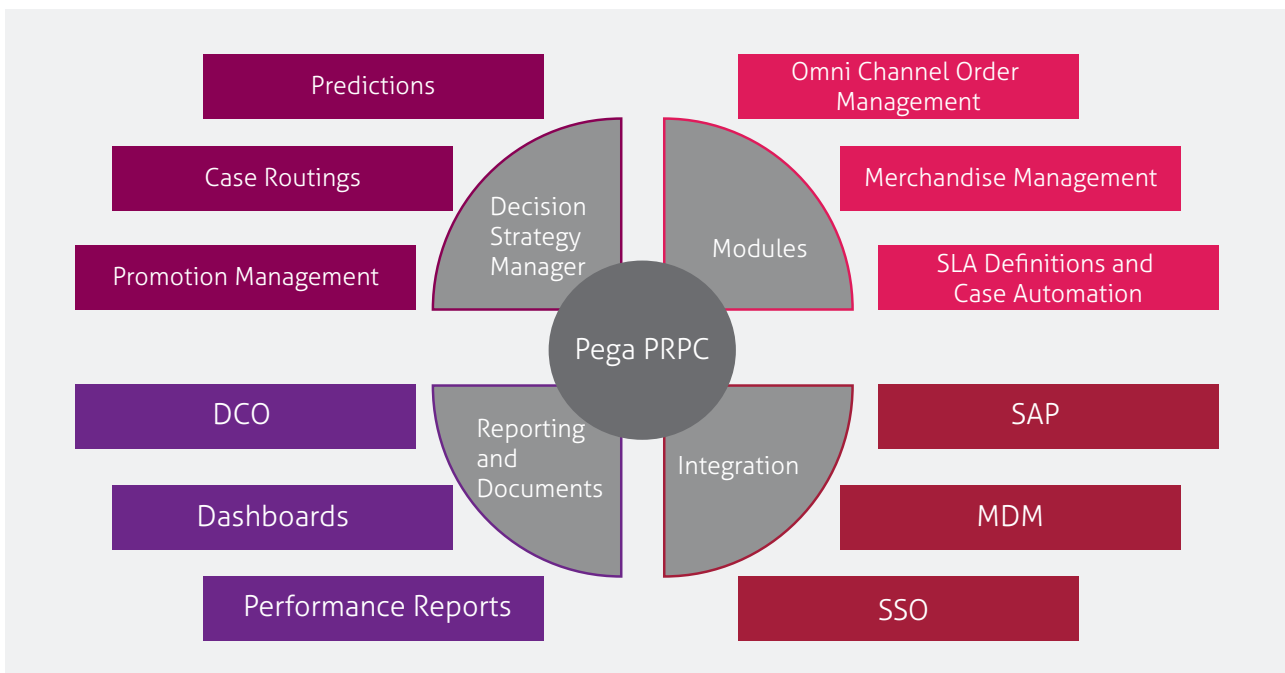 Predictions
Case Routings
Promotion Management
Decision
Strategy
Manager
Omni Channel Order
Management
Merchandise Management
SLA Definitions and
Case Automation
Modules
Pega PRPC
DCO
Dashboards
Performance Reports
Reporting
and
Documents
Integration
SAP
MDM
SSO